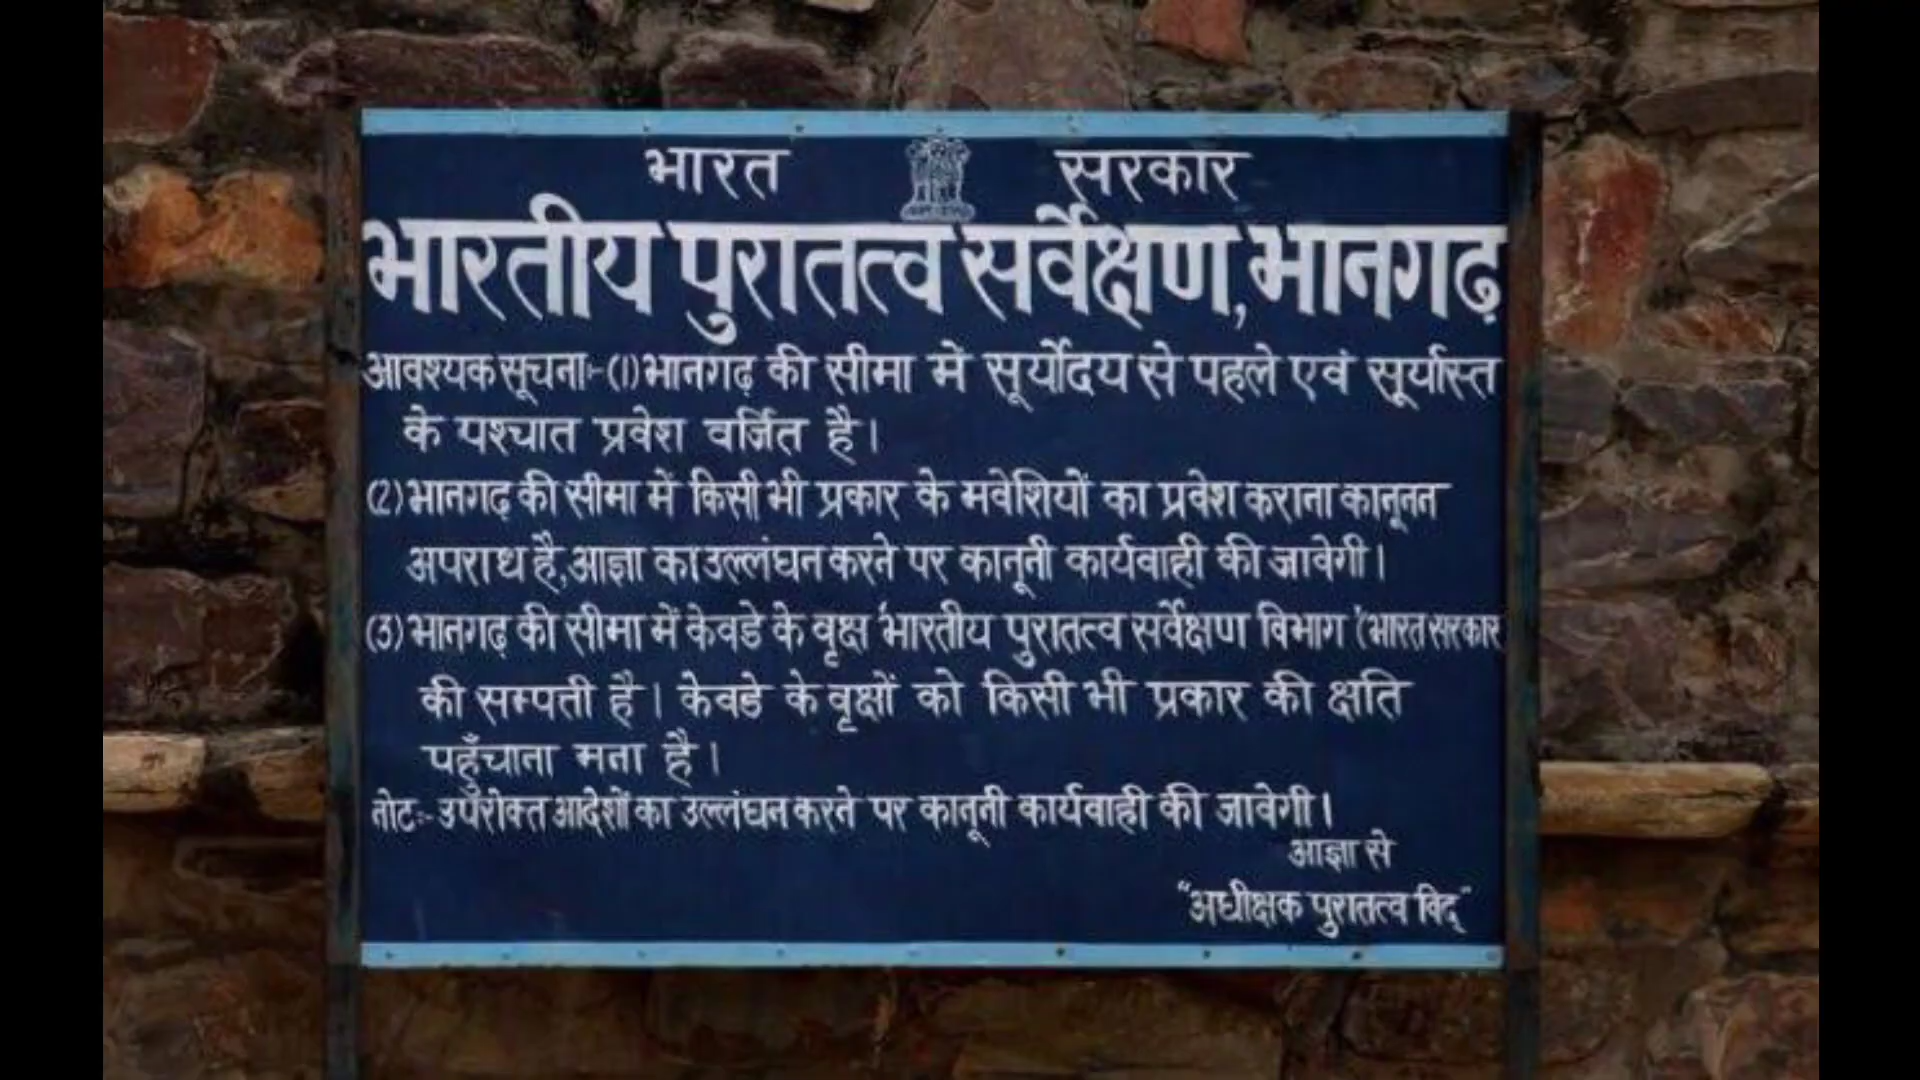 भारत सरकार
भारतीय पुरातत्व सर्वेक्षण, भानगढ़
आवश्यक सूचनाः-(1) भानगढ़ की सीमा में सूर्योदय से पहले एवं सूर्यास्त
के पश्चात प्रवेश वर्जित है।
(2) भानगढ़ की सीमा में किसी भी प्रकार के मवेशियों का प्रवेश कराना कानूनन
अपराध है, आज्ञा का उल्लंघन करने पर कानूनी कार्यवाही की जावेगी।
(3) भानगढ़ की सीमा में केवडे के वृक्ष भारतीय पुरातत्व सर्वेक्षण विभाग (भारत सरकार
की सम्पती है। केवडे के वृक्षों को किसी भी प्रकार की क्षति
पहुँचाना मना है।
नोटः- उपरोक्त आदेशों का उल्लंघन करने पर कानूनी कार्यवाही की जावेगी।
आज्ञा से
"अधीक्षक पुरातत्व विद्"